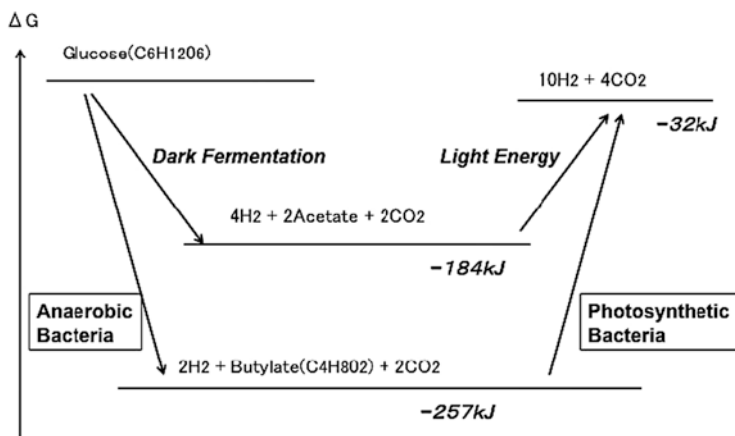 ΔG
Glucose(C6H12O6)
10H2 + 4CO2
-32kJ
Dark Fermentation
Light Energy
4H2 + 2Acetate + 2CO2
-184kJ
Anaerobic
Bacteria
Photosynthetic
Bacteria
2H2 + Butylate(C4H8O2) + 2CO2
-257kJ